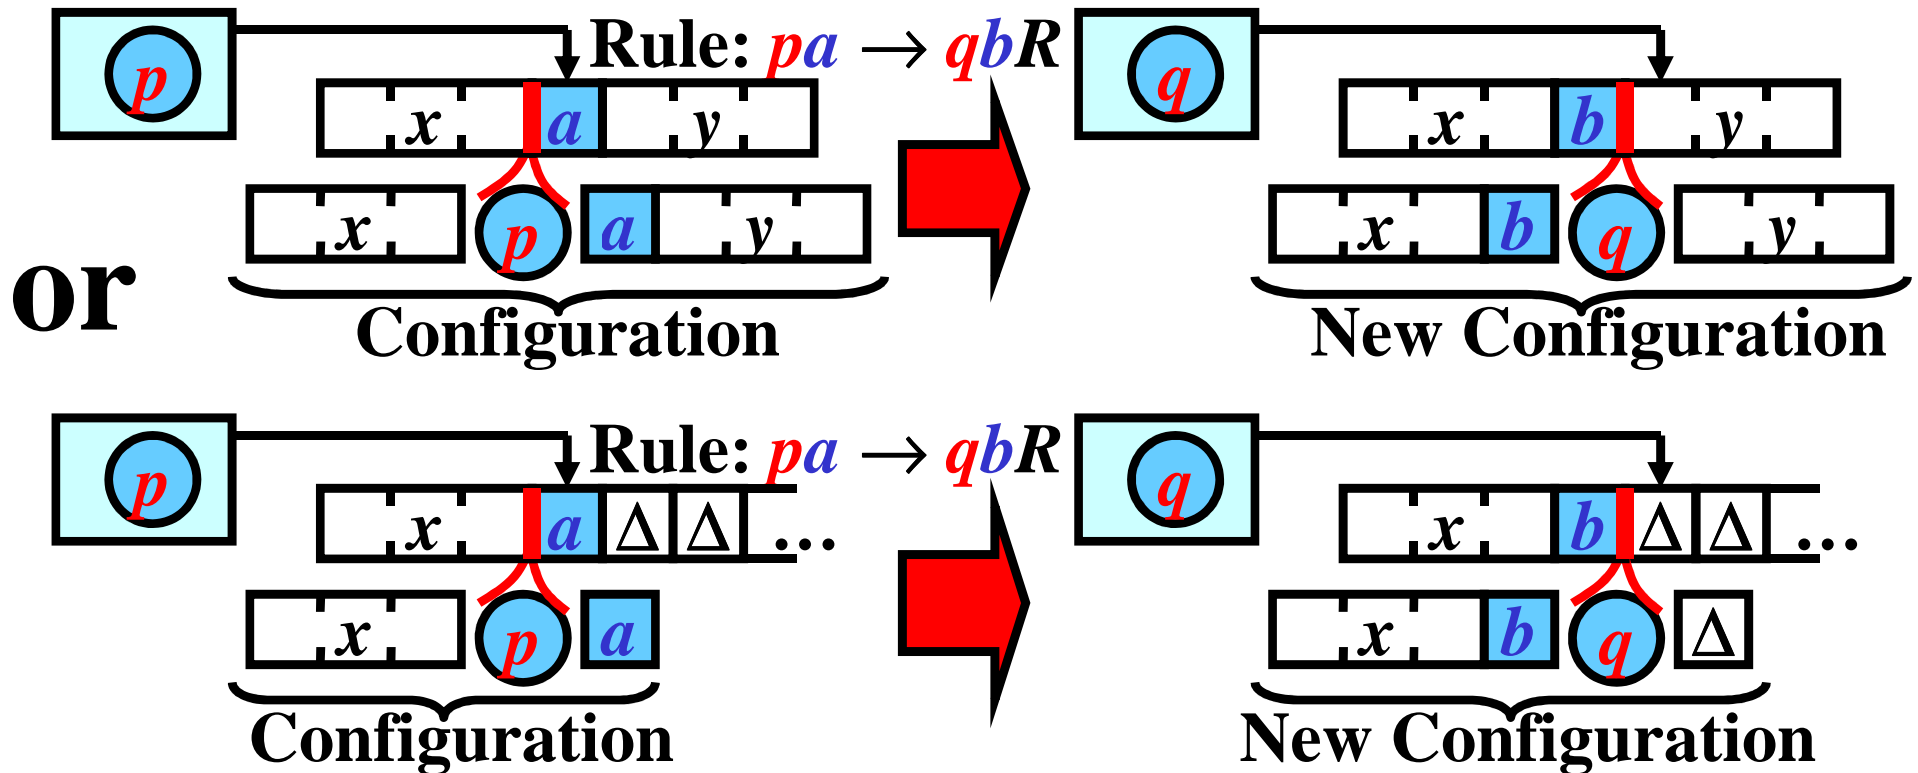 p Rule: pa → qbR q
x a y x b y
x p a y x b q y
or
Configuration New Configuration
p Rule: pa → qbR q
x a Δ Δ ... x b Δ Δ ...
x p a x b q Δ
Configuration New Configuration